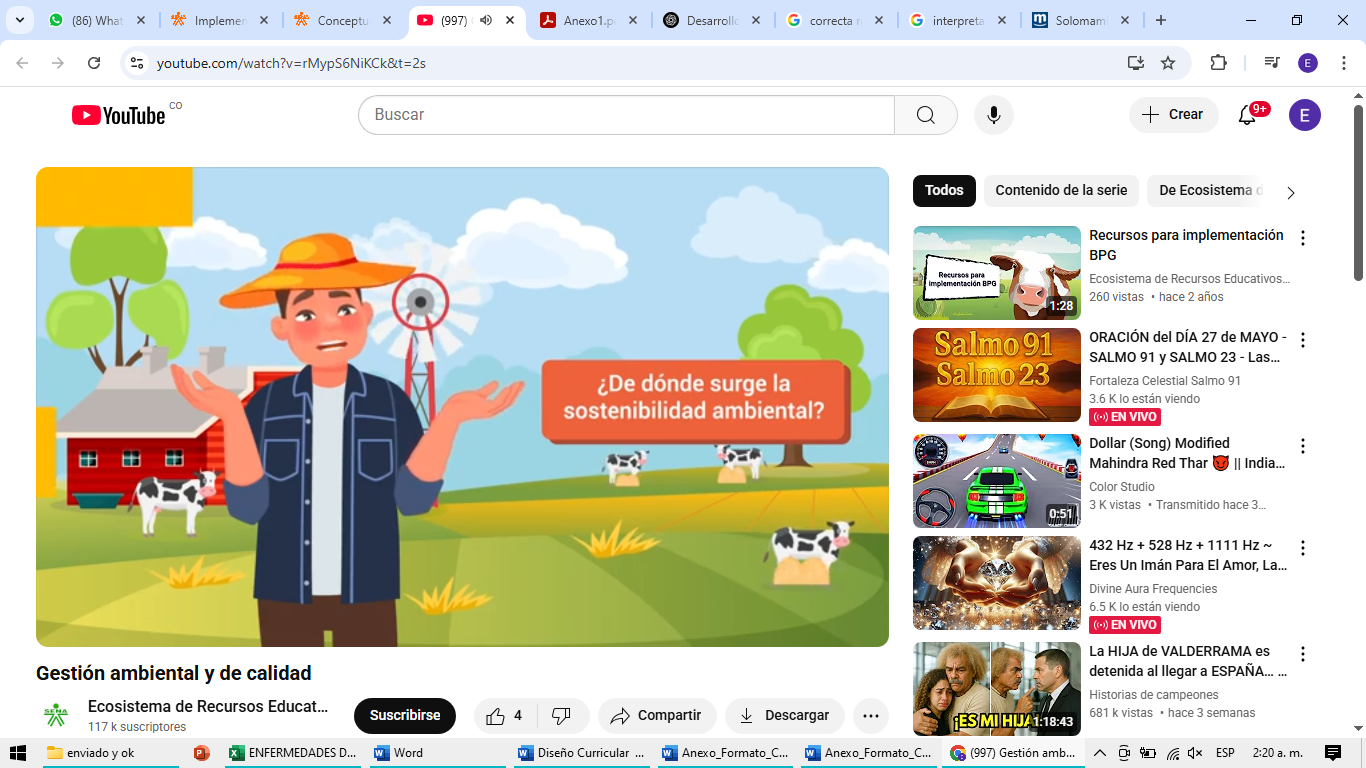 (86) What
Implemen
Conceptu
(997)
Anexo1.p
Desarroll
correcta r
interpreta
Solomam
youtube.com/watch?v=rMypS6NiKCk&t=2s
E
YouTube CO
Buscar
Crear
9+
E
¿De dónde surge la
sostenibilidad ambiental?
Gestión ambiental y de calidad
SENA
Ecosistema de Recursos Educat...
117 k suscriptores
Suscribirse
4
Compartir
Descargar
Todos
Contenido de la serie
De Ecosistema d
Recursos para
implementación BPG
1:28
Recursos para implementación
BPG
Ecosistema de Recursos Educativos...
260 vistas • hace 2 años
Salmo 91
Salmo 23
ORACIÓN del DÍA 27 de MAYO -
SALMO 91 y SALMO 23 - Las...
Fortaleza Celestial Salmo 91
3.6 K lo están viendo
EN VIVO
0:51
Dollar (Song) Modified
Mahindra Red Thar 😈 || India...
Color Studio
3 K vistas • Transmitido hace 3...
432 Hz + 528 Hz + 1111 Hz ~
Eres Un Imán Para El Amor, La...
Divine Aura Frequencies
6.5 K lo están viendo
EN VIVO
¡ES MI HIJA
1:18:43
La HIJA de VALDERRAMA es
detenida al llegar a ESPAÑA... ...
Historias de campeones
681 k vistas • hace 3 semanas
enviado y ok
ENFERMEDADES D...
Word
Diseño Curricular ...
Anexo_Formato_C...
Anexo_Formato_C...
(997) Gestión amb...
ESP
2:20 a. m.